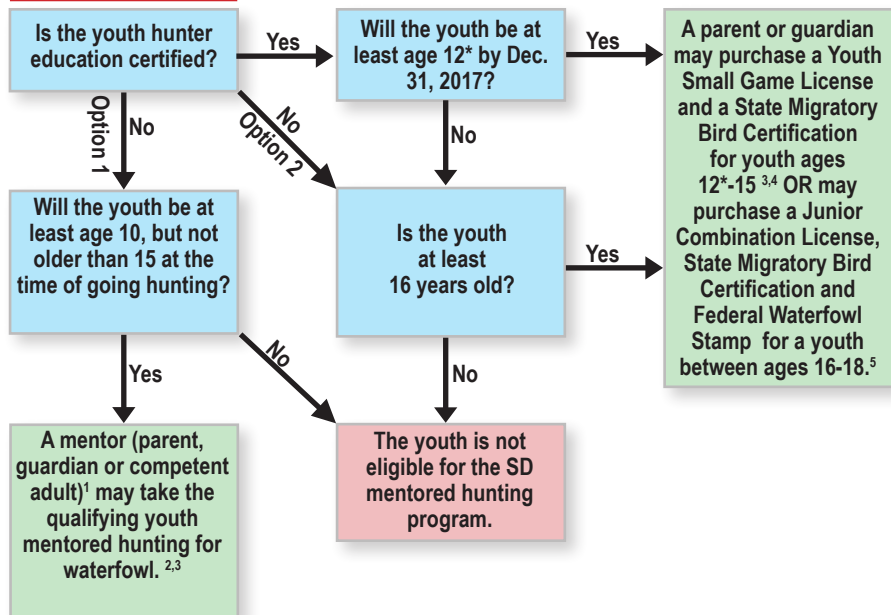 Is the youth hunter
education certified?
Yes
Will the youth be at
least age 12* by Dec.
31, 2017?
Yes
A parent or guardian
may purchase a Youth
Small Game License
and a State Migratory
Bird Certification
for youth ages
12*-15 3,4 OR may
purchase a Junior
Combination License,
State Migratory Bird
Certification and
Federal Waterfowl
Stamp for a youth
between ages 16-18.5
Option 1
No
No
Option 2
No
Will the youth be at
least age 10, but not
older than 15 at the
time of going hunting?
Is the youth
at least
16 years old?
Yes
Yes
No
No
A mentor (parent,
guardian or competent
adult)1 may take the
qualifying youth
mentored hunting for
waterfowl. 2,3
The youth is not
eligible for the SD
mentored hunting
program.